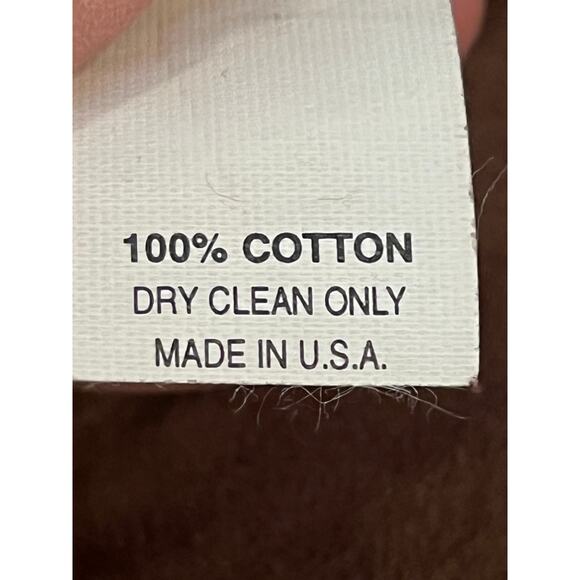 100% COTTON
DRY CLEAN ONLY
MADE IN U.S.A.